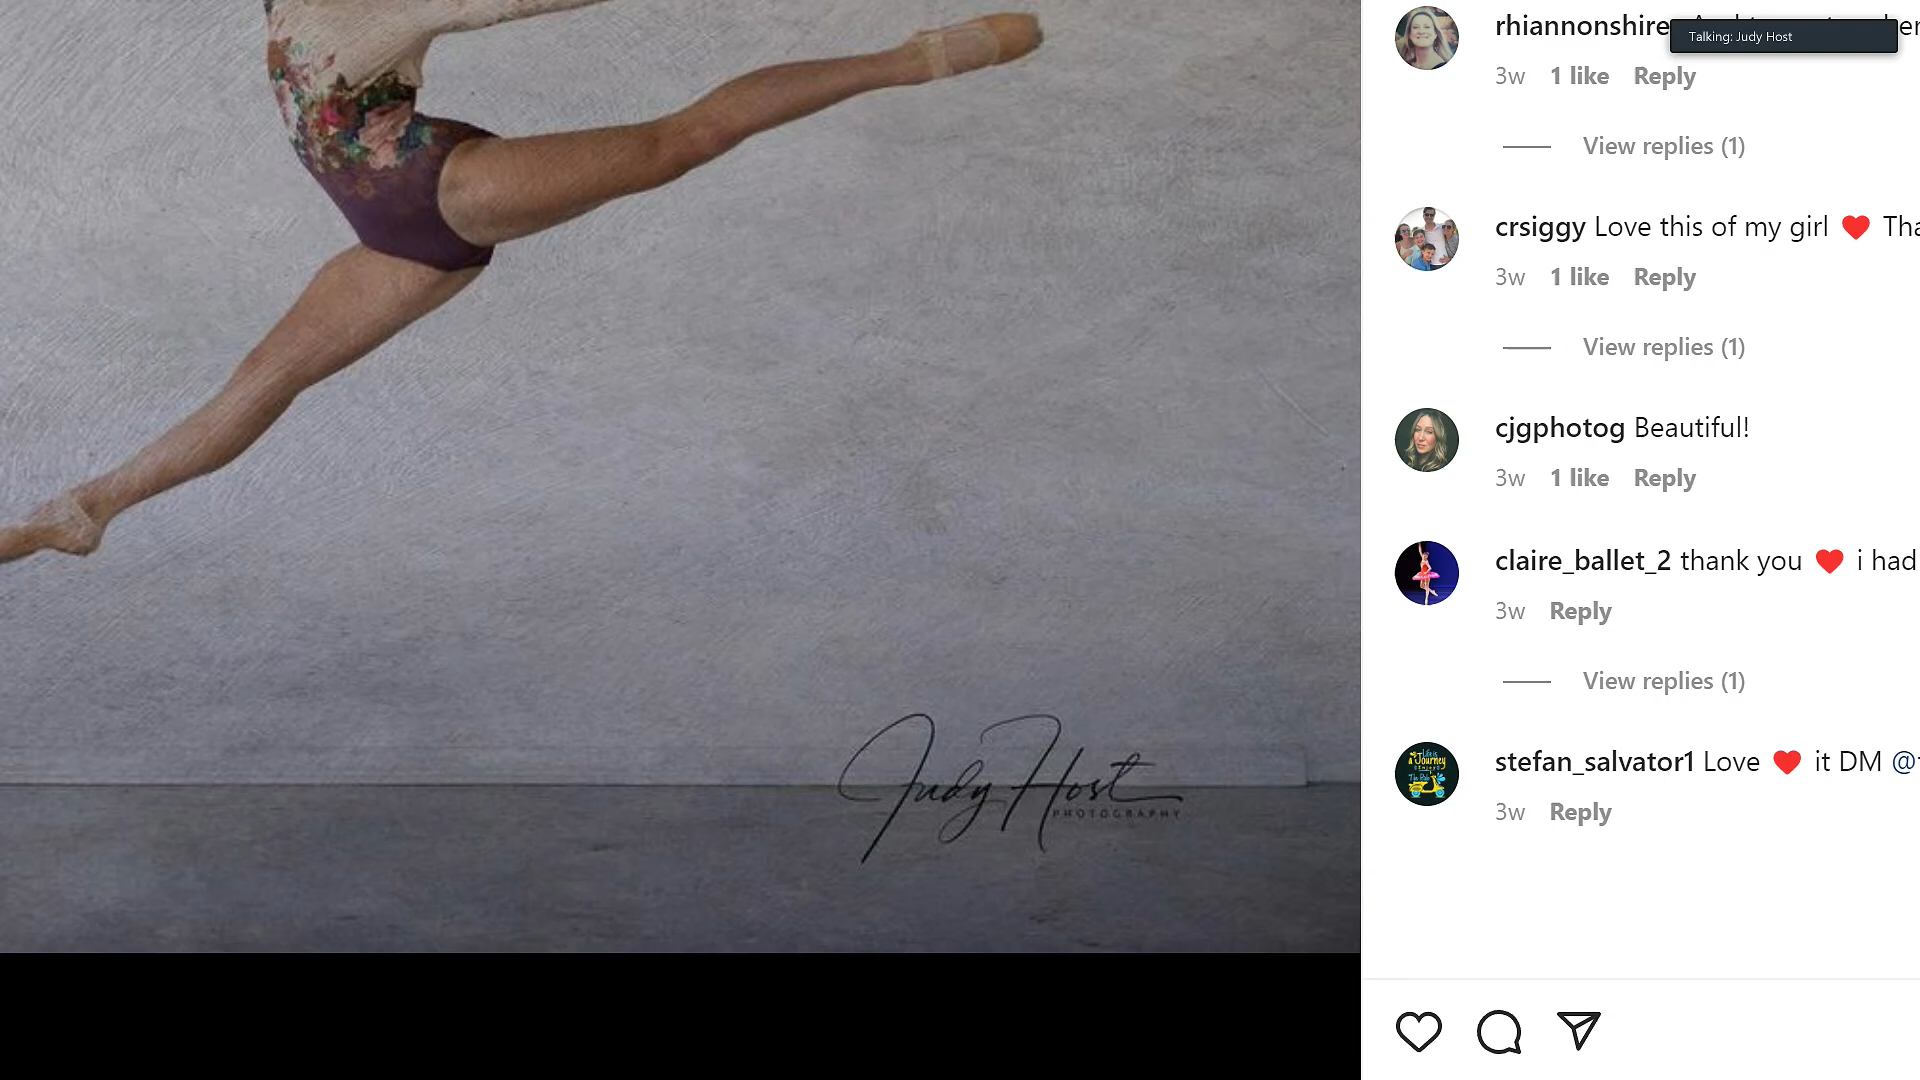 rhiannonshire
Talking: Judy Host
3w 1 like Reply
View replies (1)
crsiggy Love this of my girl ❤ Tha
3w 1 like Reply
View replies (1)
cjgphotog Beautiful!
3w 1 like Reply
claire_ballet_2 thank you ❤ i had
3w Reply
View replies (1)
stefan_salvator1 Love ❤ it DM
3w Reply
Judy Host
PHOTOGRAPHY